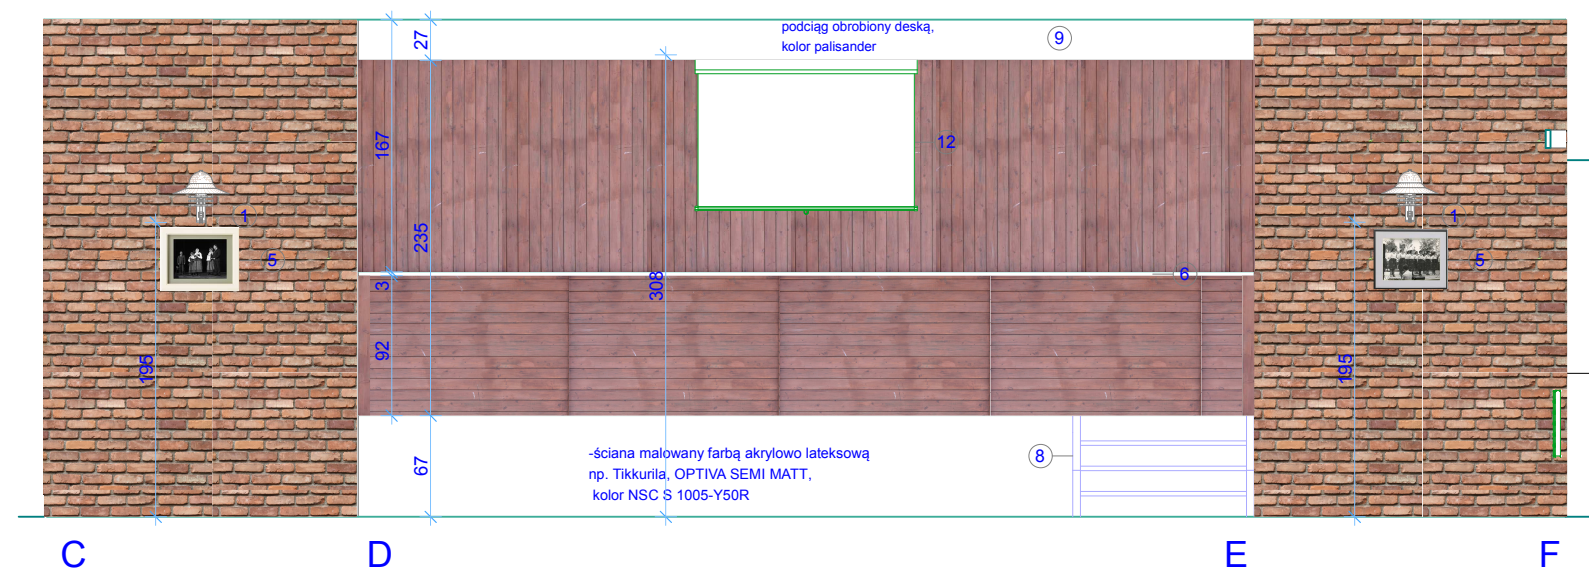 podciąg obrobiony deską,
kolor palisander
9
27
167
12
1
1
235
5
5
6
3
308
92
195
195
-ściana malowany farbą akrylowo lateksową
np. Tikkurila, OPTIVA SEMI MATT,
kolor NSC S 1005-Y50R
8
67
C
D
E
F